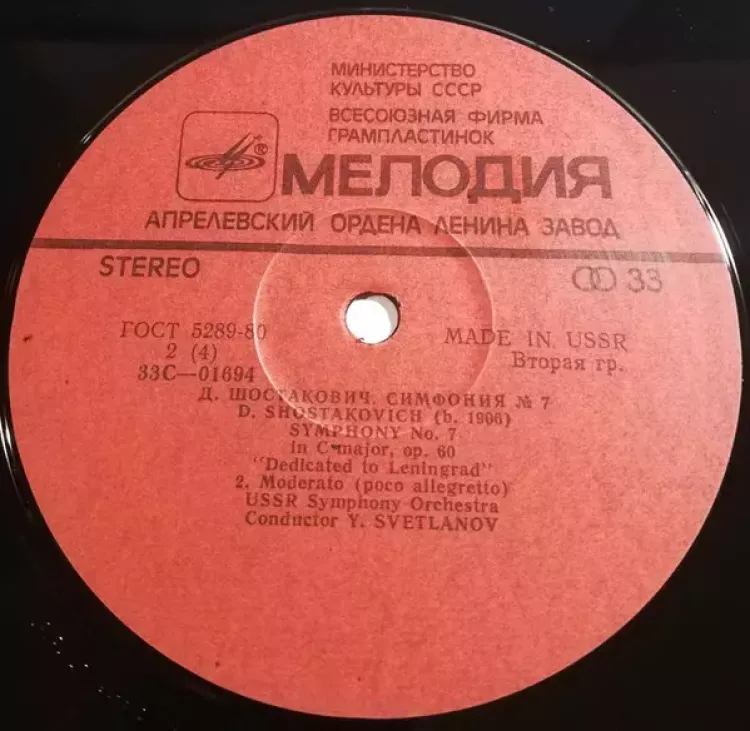 МИНИСТЕРСТВО
КУЛЬТУРЫ СССР
ВСЕСОЮЗНАЯ ФИРМА
ГРАМПЛАСТИНОК
®
МЕЛОДИЯ
АПРЕЛЕВСКИЙ ОРДЕНА ЛЕНИНА ЗАВОД
STEREO
33
ГОСТ 5289-80
2 (4)
33С—01694
MADE IN USSR
Вторая гр.
Д. ШОСТАКОВИЧ. СИМФОНИЯ № 7
D. SHOSTAKOVICH (b. 1906)
SYMPHONY No. 7
in C major, op. 60
"Dedicated to Leningrad"
2. Moderato (poco allegretto)
USSR Symphony Orchestra
Conductor Y. SVETLANOV